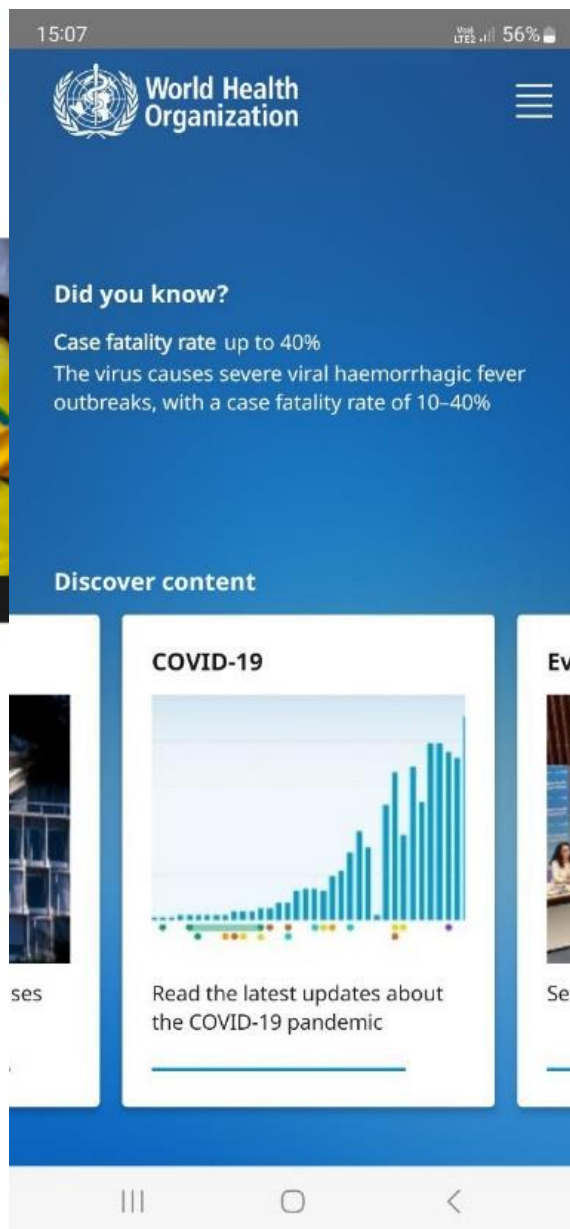 15:07
LTE2 56%
World Health
Organization
Did you know?
Case fatality rate up to 40%
The virus causes severe viral haemorrhagic fever
outbreaks, with a case fatality rate of 10–40%
Discover content
COVID-19
Ev
ses
Read the latest updates about
the COVID-19 pandemic
Se